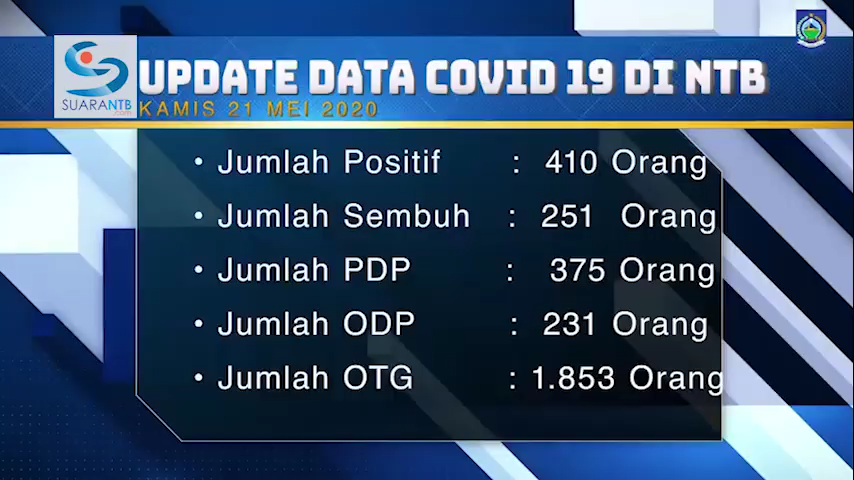 SUARANTB
.com
UPDATE DATA COVID 19 DI NTB
KAMIS 21 MEI 2020
• Jumlah Positif : 410 Orang
• Jumlah Sembuh : 251 Orang
• Jumlah PDP : 375 Orang
• Jumlah ODP : 231 Orang
• Jumlah OTG : 1.853 Orang